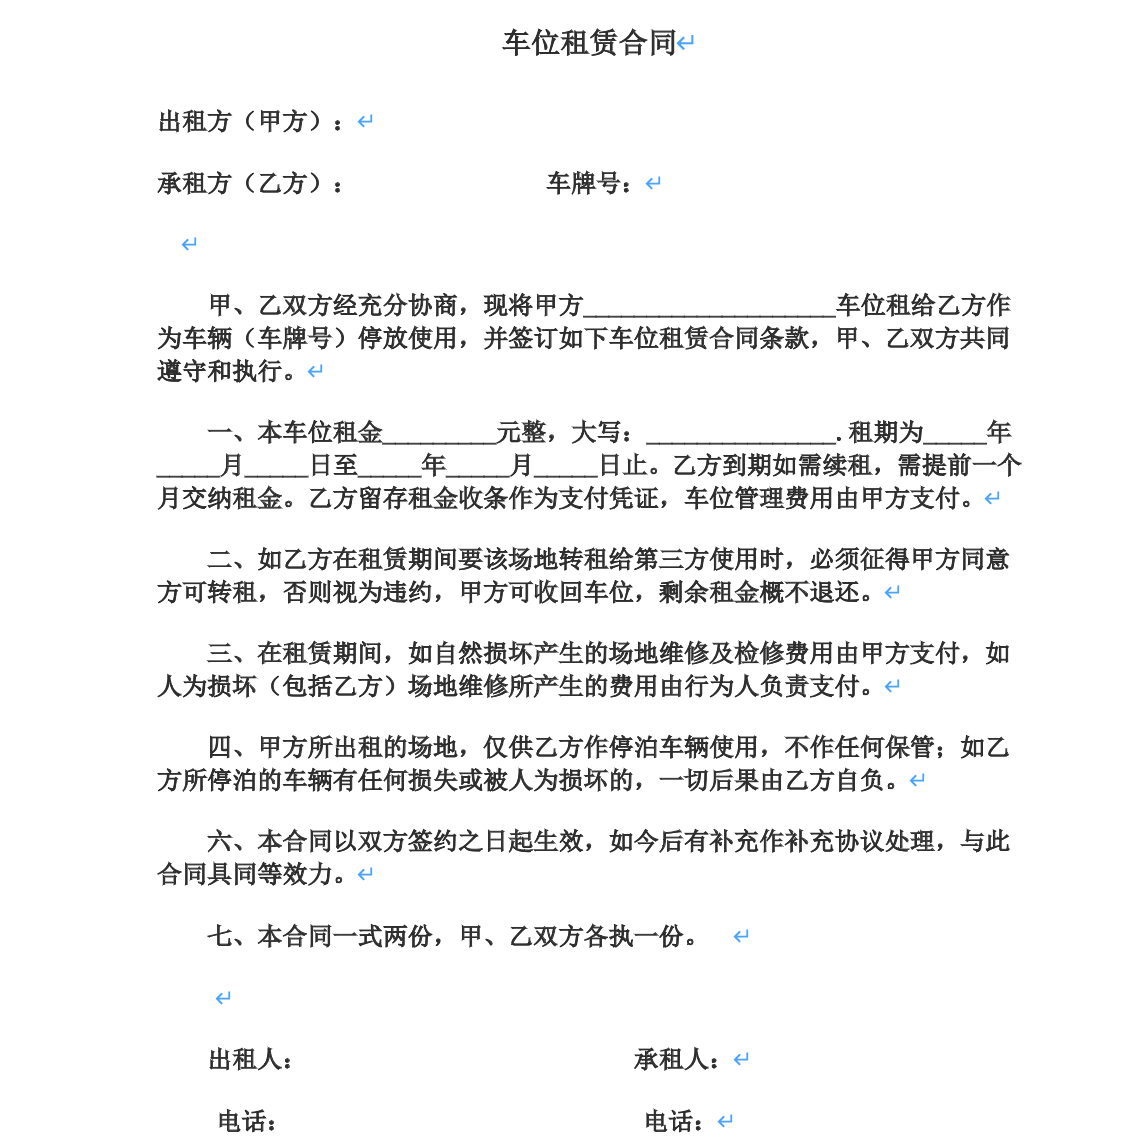 车位租赁合同
出租方（甲方）：
承租方（乙方）： 车牌号：
甲、乙双方经充分协商，现将甲方____________________车位租给乙方作
为车辆（车牌号）停放使用，并签订如下车位租赁合同条款，甲、乙双方共同
遵守和执行。
一、本车位租金_________元整，大写：_______________.租期为_____年
_____月_____日至_____年_____月_____日止。乙方到期如需续租，需提前一个
月交纳租金。乙方留存租金收条作为支付凭证，车位管理费用由甲方支付。
二、如乙方在租赁期间要该场地转租给第三方使用时，必须征得甲方同意
方可转租，否则视为违约，甲方可收回车位，剩余租金概不退还。
三、在租赁期间，如自然损坏产生的场地维修及检修费用由甲方支付，如
人为损坏（包括乙方）场地维修所产生的费用由行为人负责支付。
四、甲方所出租的场地，仅供乙方作停泊车辆使用，不作任何保管；如乙
方所停泊的车辆有任何损失或被人为损坏的，一切后果由乙方自负。
六、本合同以双方签约之日起生效，如今后有补充作补充协议处理，与此
合同具同等效力。
七、本合同一式两份，甲、乙双方各执一份。
出租人： 承租人：
电话： 电话：